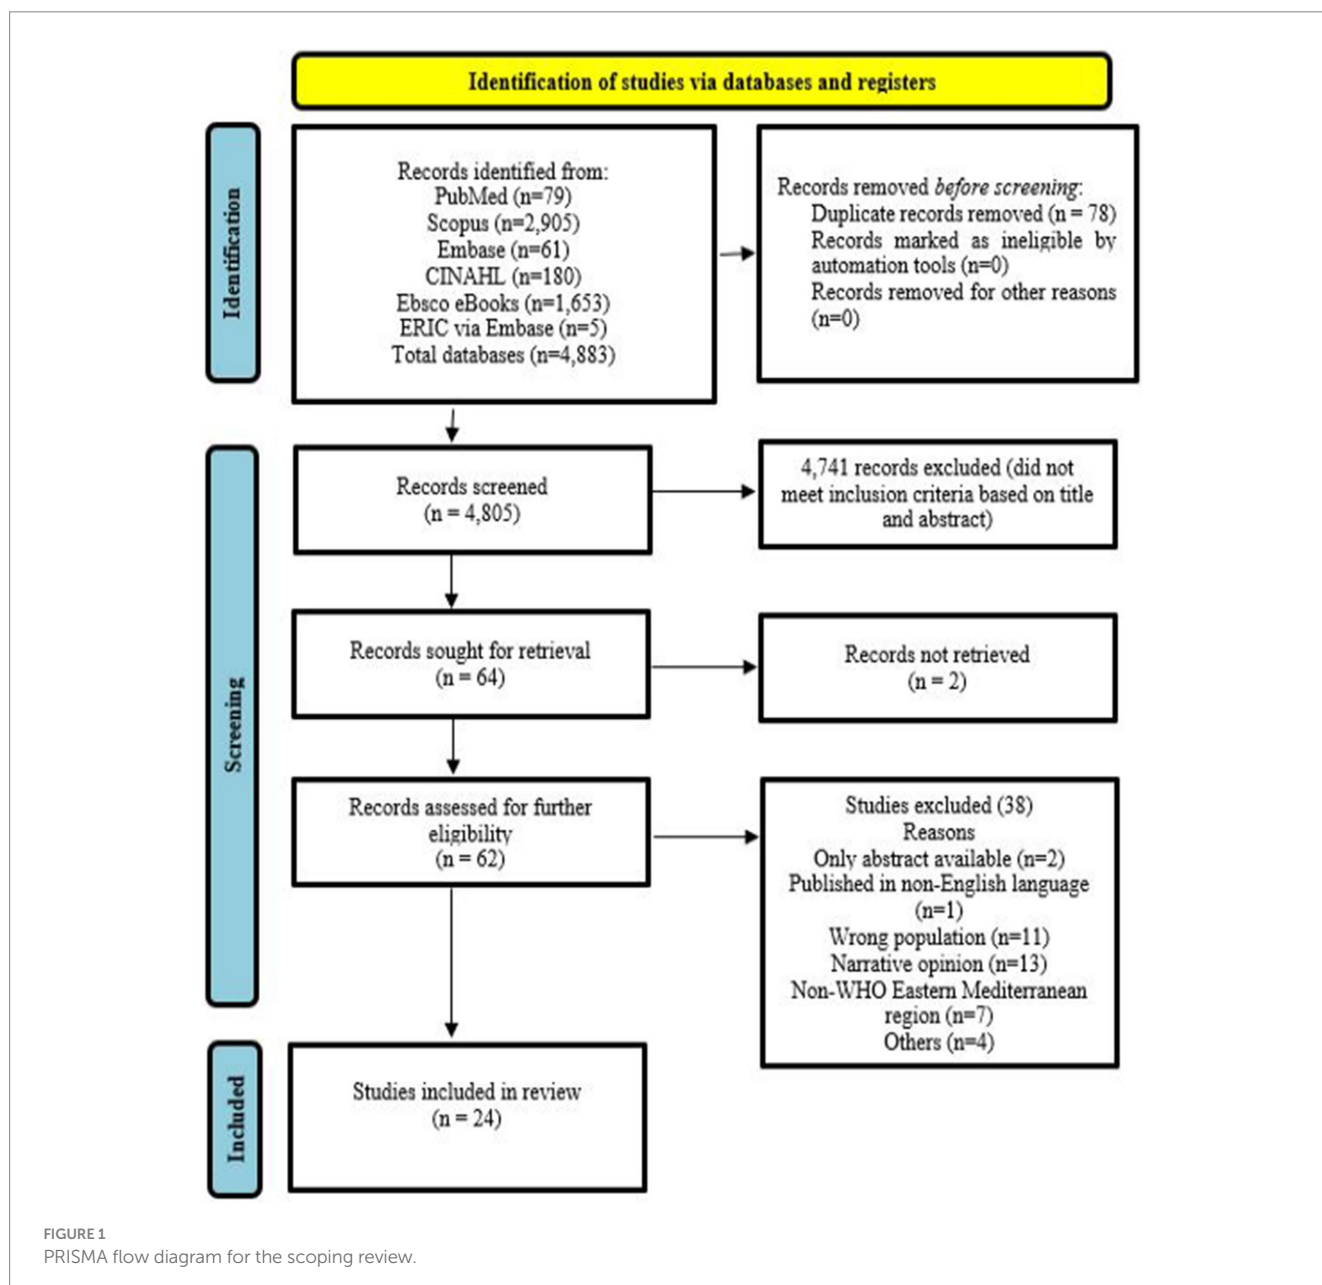 Identification of studies via databases and registers
Identification
Records identified from:
PubMed (n=79)
Scopus (n=2,905)
Embase (n=61)
CINAHL (n=180)
Ebsco eBooks (n=1,653)
ERIC via Embase (n=5)
Total databases (n=4,883)
Records removed before screening:
Duplicate records removed (n = 78)
Records marked as ineligible by
automation tools (n=0)
Records removed for other reasons
(n=0)
Screening
Records screened
(n = 4,805)
4,741 records excluded (did not
meet inclusion criteria based on title
and abstract)
Records sought for retrieval
(n = 64)
Records not retrieved
(n = 2)
Records assessed for further
eligibility
(n = 62)
Studies excluded (38)
Reasons
Only abstract available (n=2)
Published in non-English language
(n=1)
Wrong population (n=11)
Narrative opinion (n=13)
Non-WHO Eastern Mediterranean
region (n=7)
Others (n=4)
Included
Studies included in review
(n = 24)
FIGURE 1
PRISMA flow diagram for the scoping review.